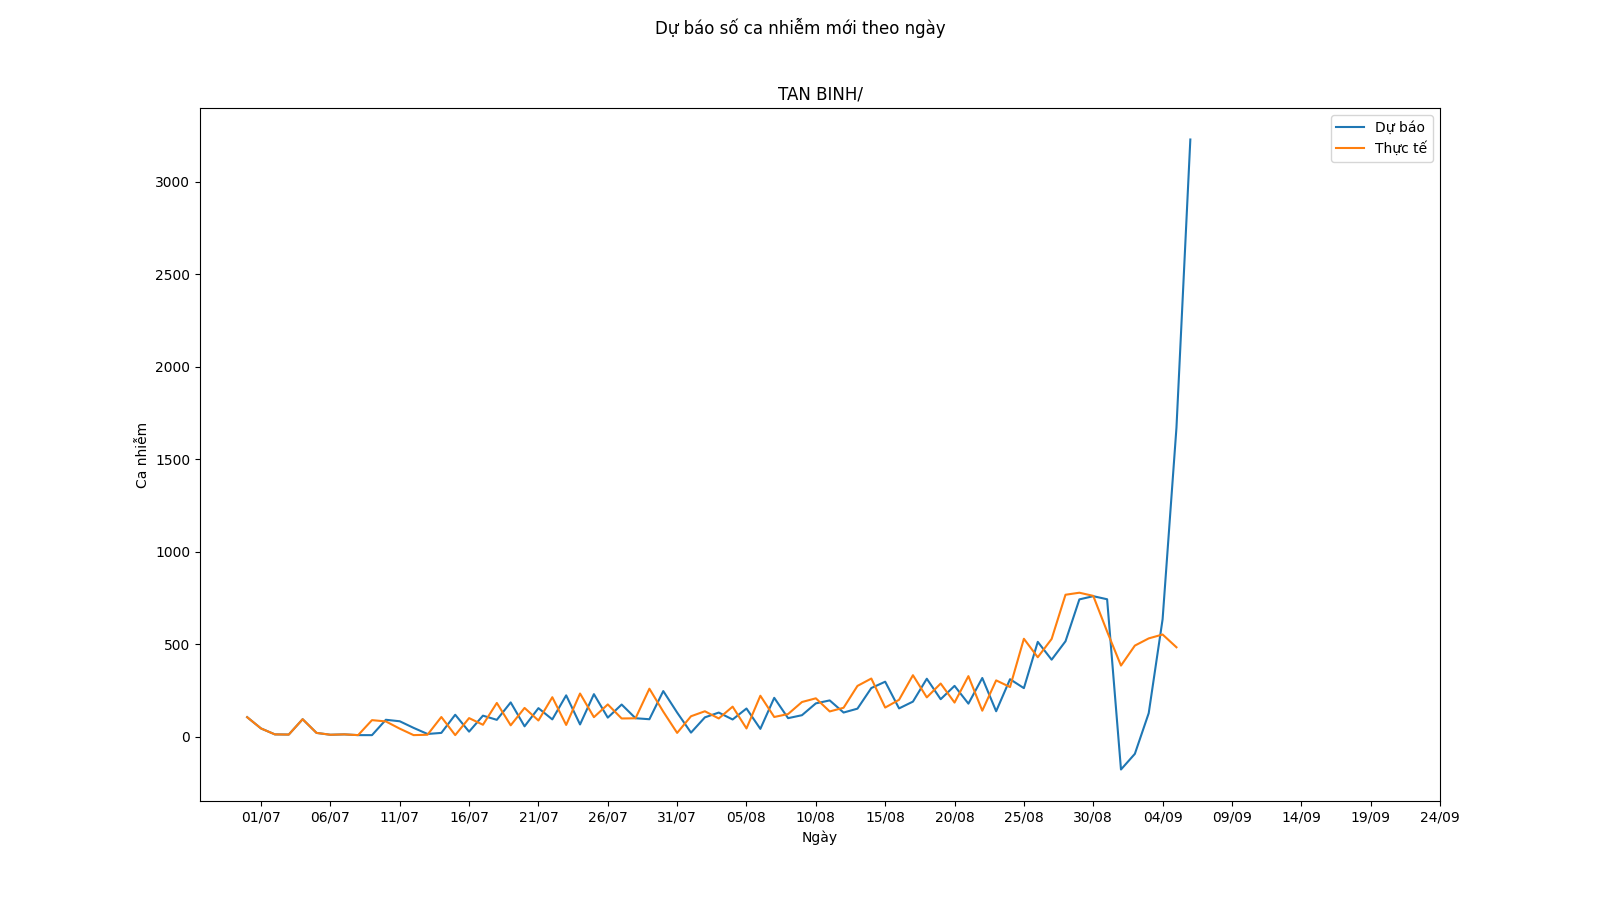 Dự báo số ca nhiễm mới theo ngày
TAN BINH/
Dự báo
Thực tế
3000
2500
2000
1500
1000
500
0
Ca nhiễm
01/07 06/07 11/07 16/07 21/07 26/07 31/07 05/08 10/08 15/08 20/08 25/08 30/08 04/09 09/09 14/09 19/09 24/09
Ngày